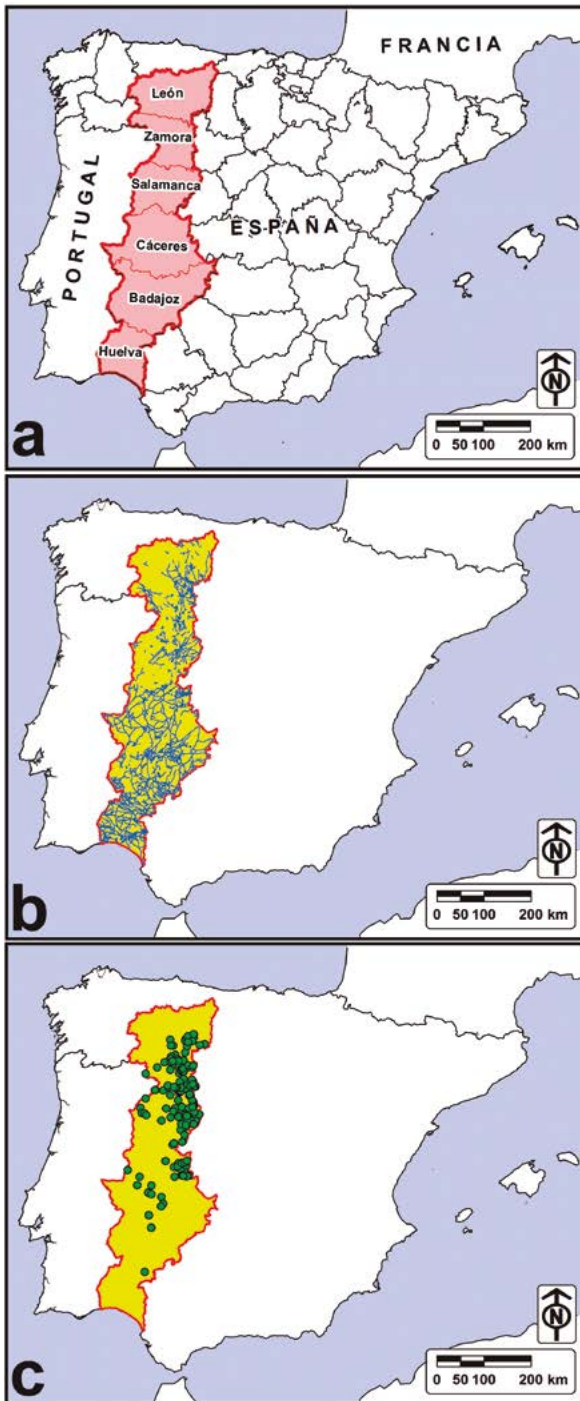 FRANCIA
León
Zamora
Salamanca
ESPAÑA
PORTUGAL
Cáceres
Badajoz
Huelva
N
a
0 50 100 200 km
N
b
0 50 100 200 km
N
c
0 50 100 200 km